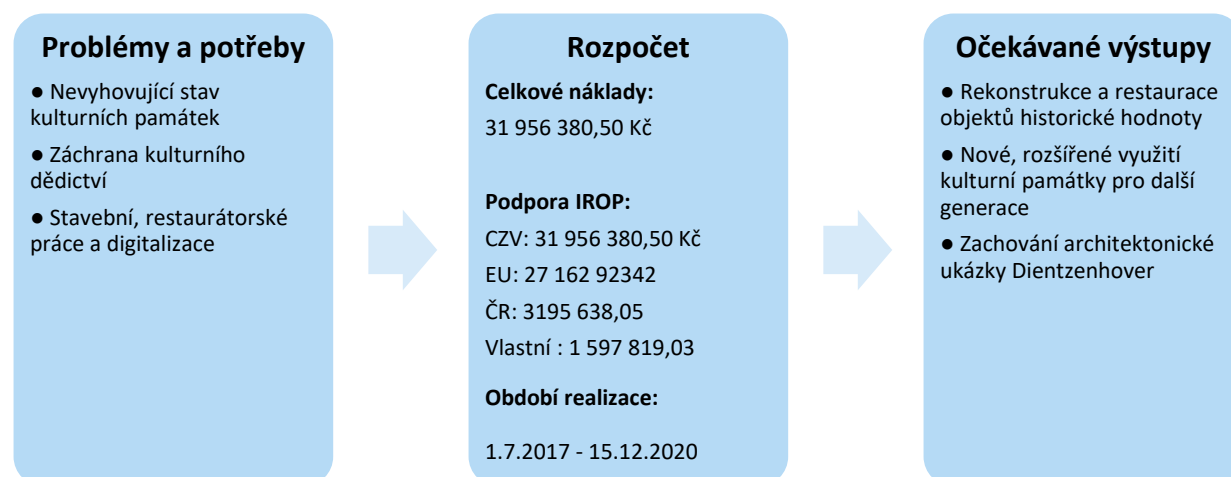 Problémy a potřeby
● Nevyhovující stav
kulturních památek
● Záchrana kulturního
dědictví
● Stavební, restaurátorské
práce a digitalizace
Rozpočet
Celkové náklady:
31 956 380,50 Kč
Podpora IROP:
CZV: 31 956 380,50 Kč
EU: 27 162 92342
ČR: 3195 638,05
Vlastní : 1 597 819,03
Období realizace:
1.7.2017 - 15.12.2020
Očekávané výstupy
● Rekonstrukce a restaurace
objektů historické hodnoty
● Nové, rozšířené využití
kulturní památky pro další
generace
● Zachování architektonické
ukázky Dientzenhover